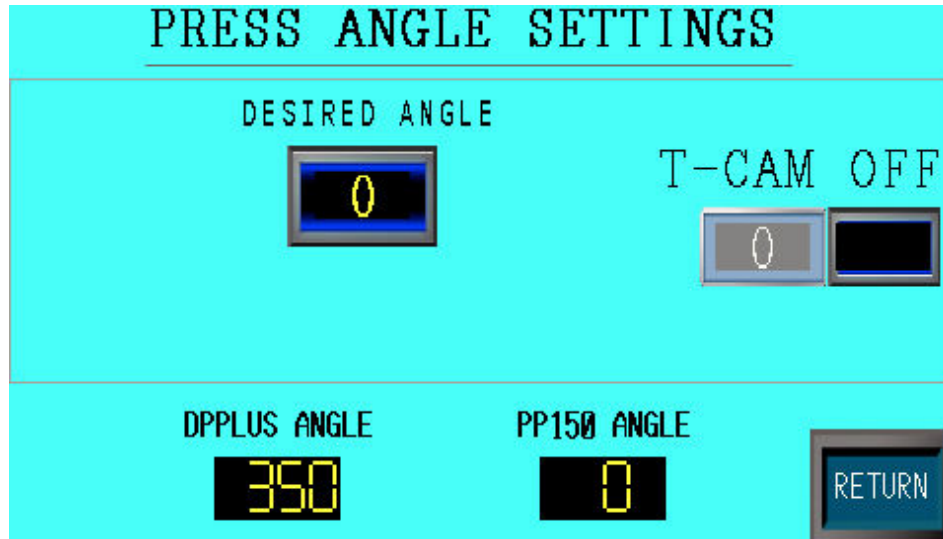 PRESS ANGLE SETTINGS
DESIRED ANGLE
0
T-CAM OFF
0
DPPLUS ANGLE
PP150 ANGLE
350
0
RETURN